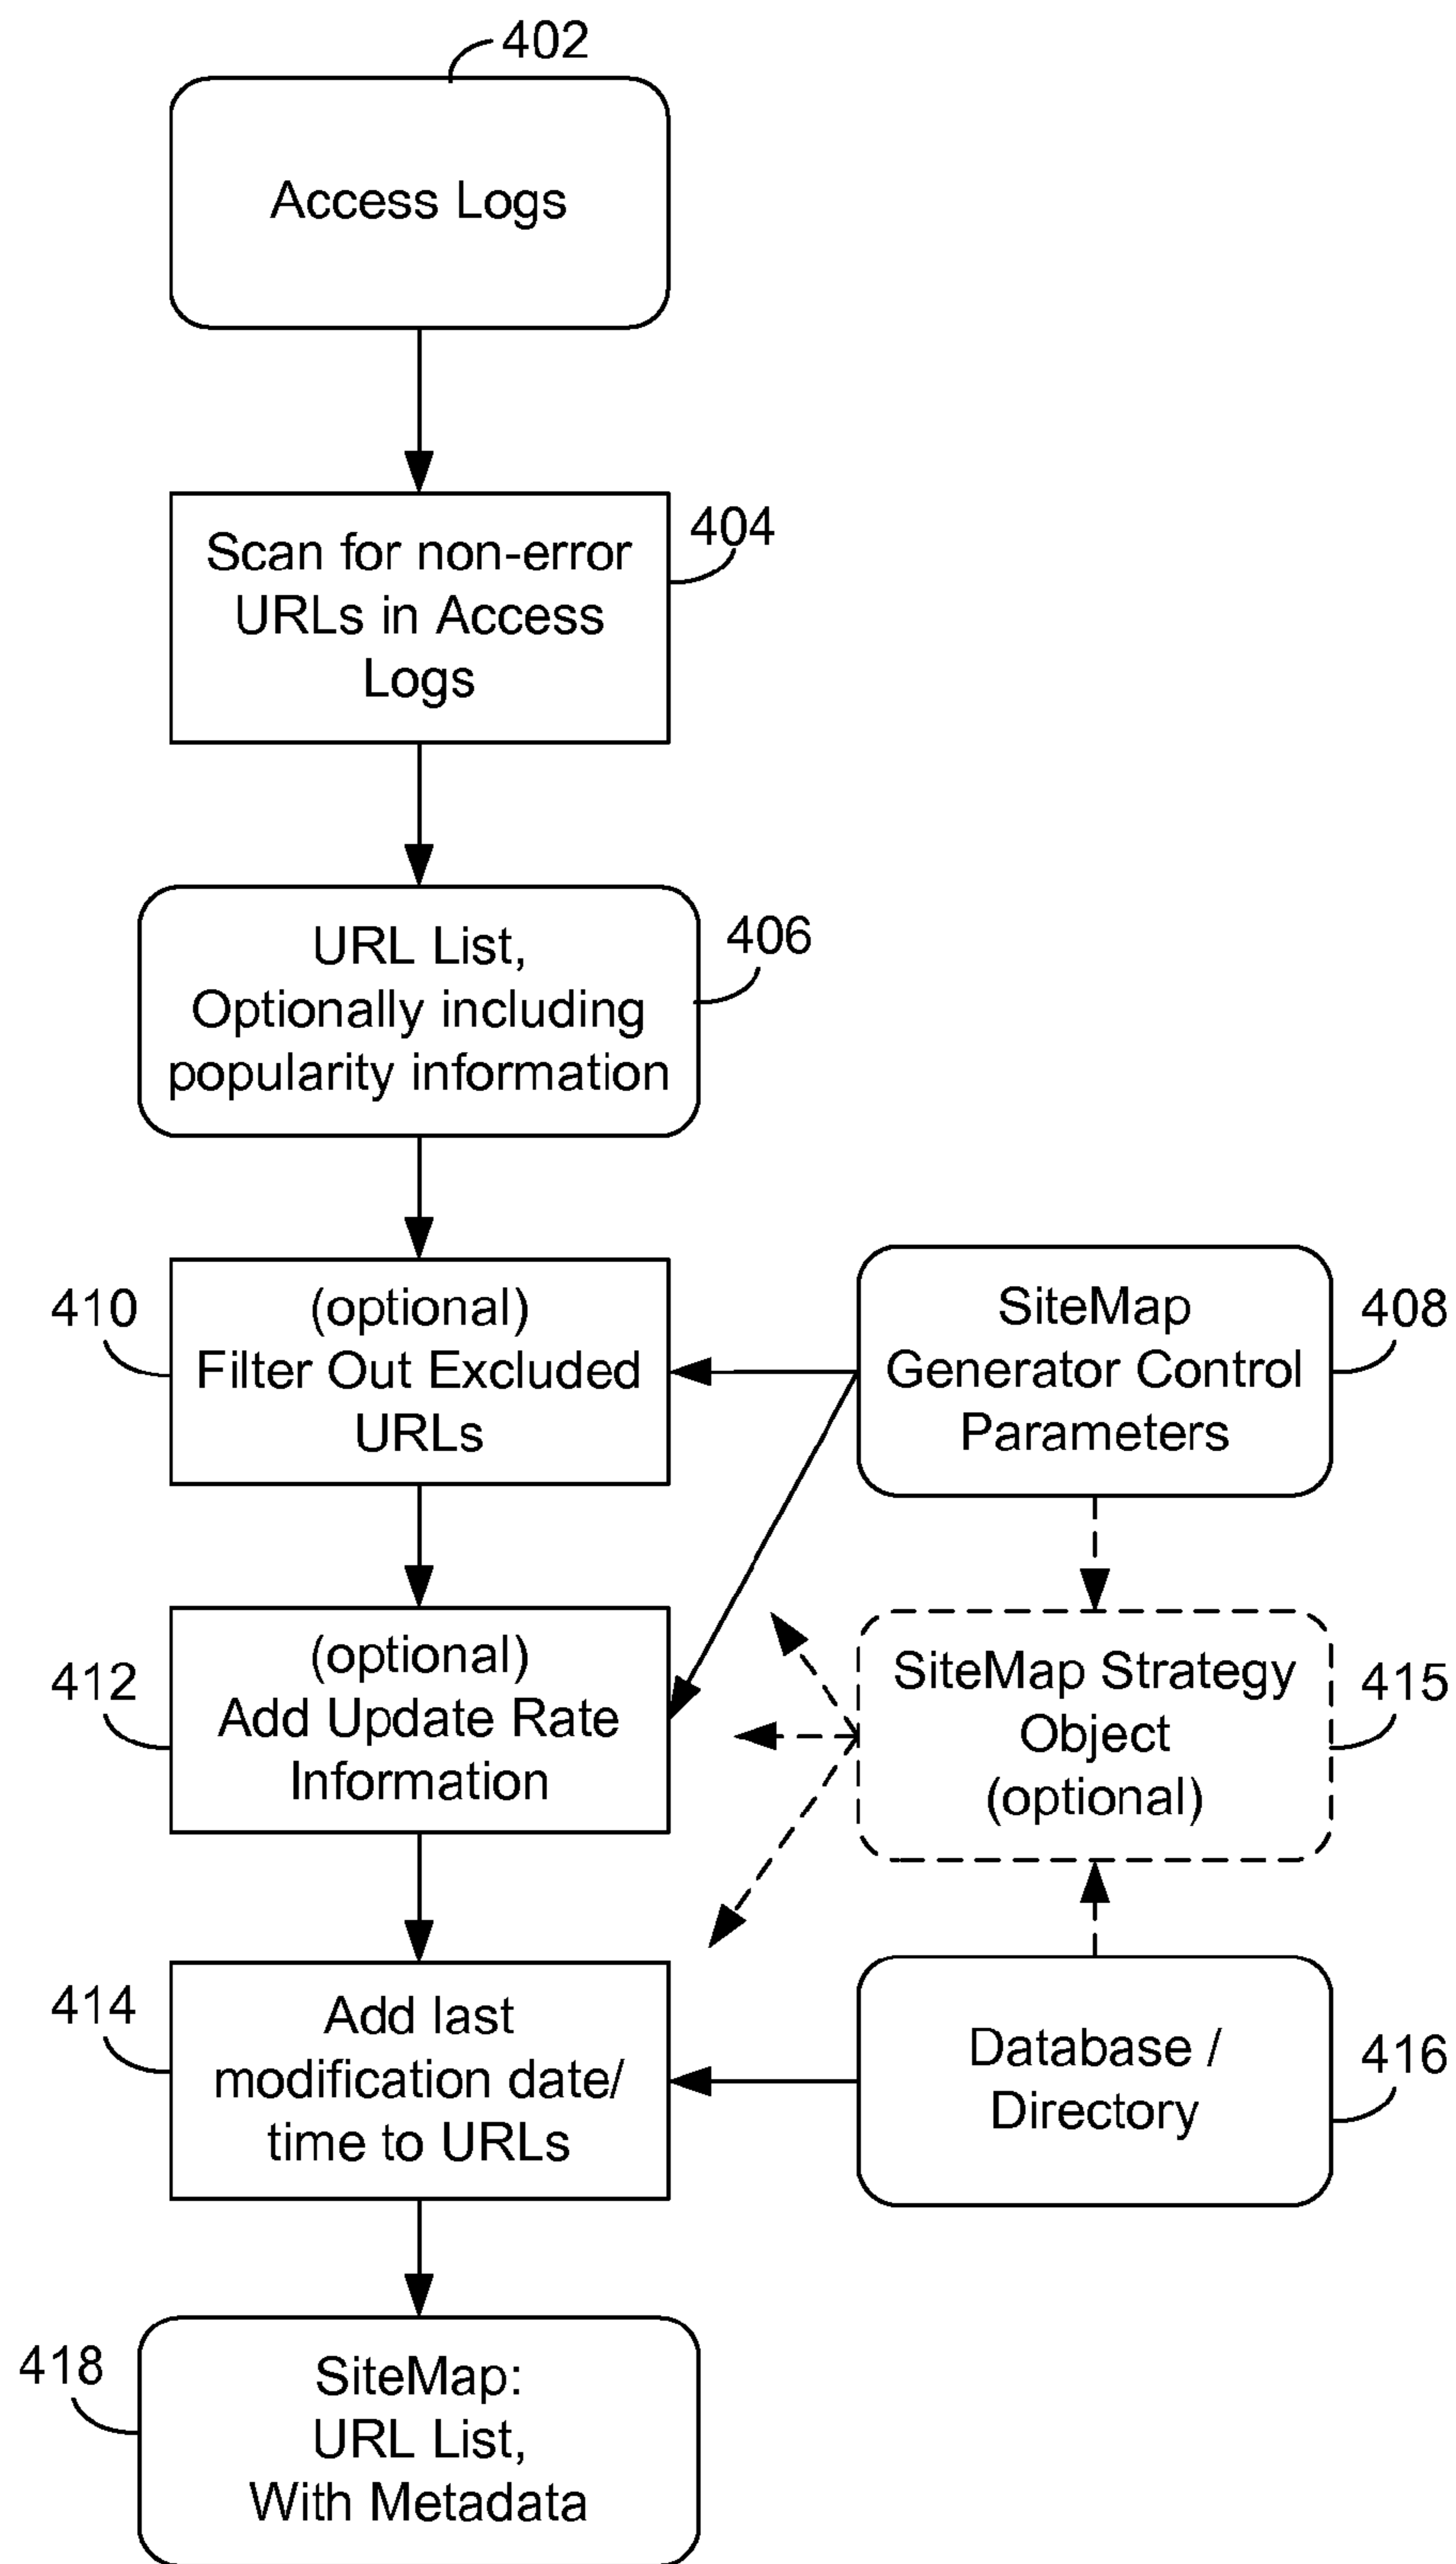 402
Access Logs
404
Scan for non-error
URLs in Access
Logs
406
URL List,
Optionally including
popularity information
410
(optional)
Filter Out Excluded
URLs
408
SiteMap
Generator Control
Parameters
412
(optional)
Add Update Rate
Information
415
SiteMap Strategy
Object
(optional)
414
Add last
modification date/
time to URLs
416
Database /
Directory
418
SiteMap:
URL List,
With Metadata